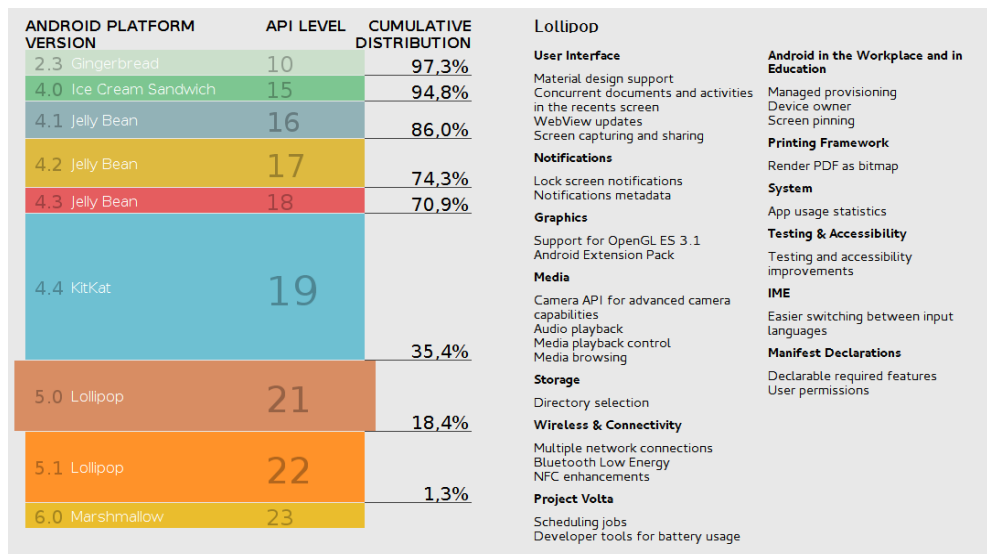 ANDROID PLATFORM
VERSION
API LEVEL
CUMULATIVE
DISTRIBUTION
2.3 Gingerbread 10
97,3%
4.0 Ice Cream Sandwich 15
94,8%
4.1 Jelly Bean 16
86,0%
4.2 Jelly Bean 17
74,3%
4.3 Jelly Bean 18
70,9%
4.4 KitKat 19
35,4%
5.0 Lollipop 21
18,4%
5.1 Lollipop 22
1,3%
6.0 Marshmallow 23
Lollipop
User Interface
Material design support
Concurrent documents and activities
in the recents screen
WebView updates
Screen capturing and sharing
Notifications
Lock screen notifications
Notifications metadata
Graphics
Support for OpenGL ES 3.1
Android Extension Pack
Media
Camera API for advanced camera
capabilities
Audio playback
Media playback control
Media browsing
Storage
Directory selection
Wireless & Connectivity
Multiple network connections
Bluetooth Low Energy
NFC enhancements
Project Volta
Scheduling jobs
Developer tools for battery usage
Android in the Workplace and in
Education
Managed provisioning
Device owner
Screen pinning
Printing Framework
Render PDF as bitmap
System
App usage statistics
Testing & Accessibility
Testing and accessibility
improvements
IME
Easier switching between input
languages
Manifest Declarations
Declarable required features
User permissions